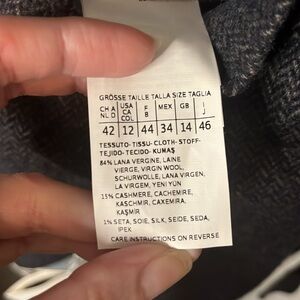 GRÖSSE TAILLE TALLA SIZE TAGLIA
CH A NL D USA CA COL F B MEX GB I J
42 12 44 34 14 46
TESSUTO- TISSU- CLOTH- STOFF-
TEJIDO- TECIDO- KUMAŞ
84% LANA VERGINE, LAINE
VIERGE, VIRGIN WOOL,
SCHURWOLLE, LANA VIRGEN,
LA VIRGEM, YENI YÜN
15% CASHMERE, CACHEMIRE,
KASCHMIR, CAXEMIRA,
KAŞMIR
1% SETA, SOIE, SILK, SEIDE, SEDA,
IPEK
CARE INSTRUCTIONS ON REVERSE